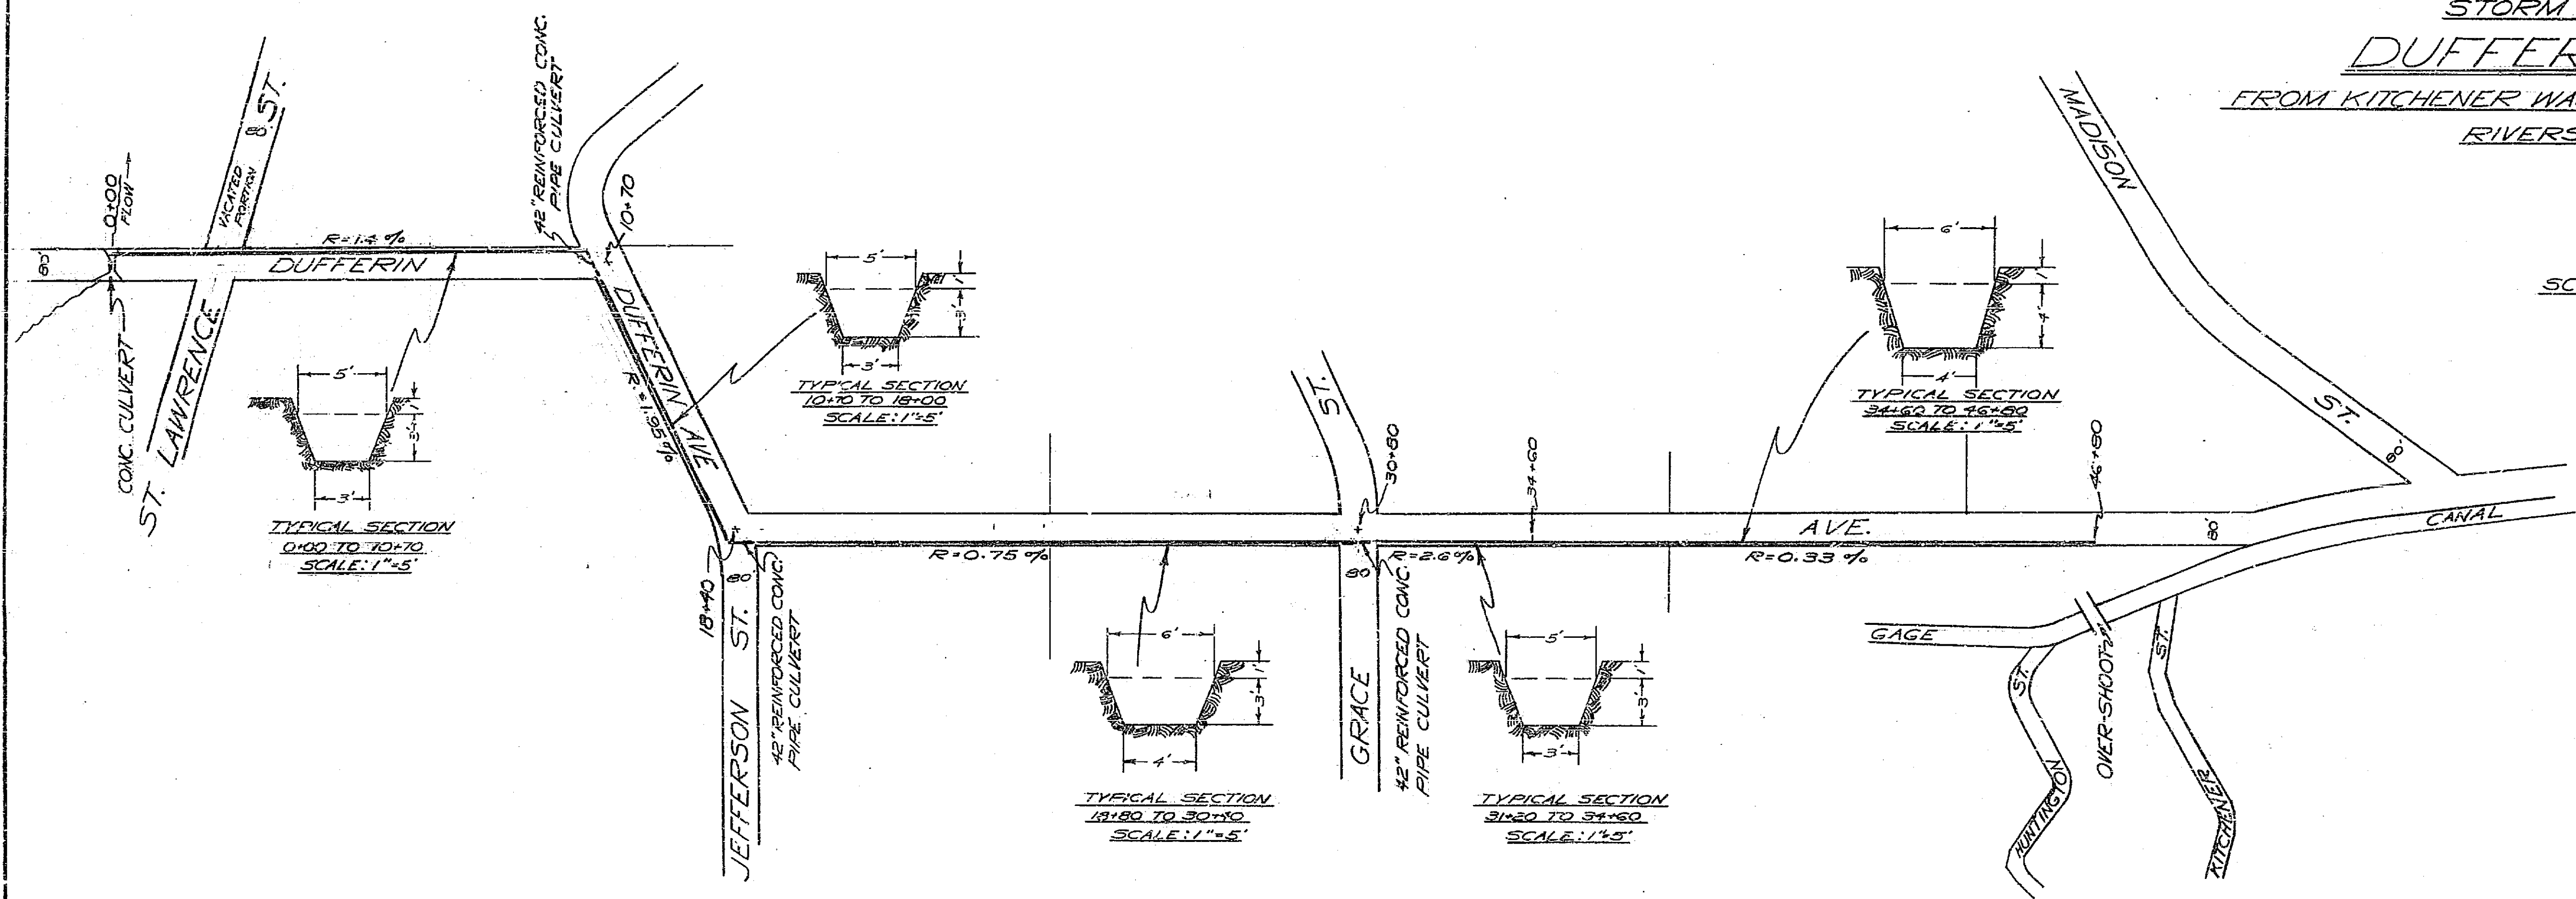 STORM
DUFFER
FROM KITCHENER WA
RIVERS
SC
42" REINFORCED CONC.
PIPE CULVERT
VACATED
PORTION
80' ST.
0+00
FLOW
10+70
MADISON
ST.
80'
R=1.4 %
80'
DUFFERIN
CONC. CULVERT
ST. LAWRENCE
5'
1'
3'
3'
TYPICAL SECTION
0+00 TO 10+70
SCALE: 1"=5'
DUFFERIN AVE
R=1.95%
5'
1'
3'
3'
TYPICAL SECTION
10+70 TO 18+00
SCALE: 1"=5'
6'
1'
4'
4'
TYPICAL SECTION
34+60 TO 46+80
SCALE: 1"=5'
ST.
30+80
34+60
46+80
AVE.
80'
CANAL
R=0.75 %
R=2.6%
R=0.33 %
18+40
80'
JEFFERSON ST.
42" REINFORCED CONC.
PIPE CULVERT
6'
1'
3'
4'
TYPICAL SECTION
18+80 TO 30+40
SCALE: 1"=5'
80'
GRACE
42" REINFORCED CONC.
PIPE CULVERT
5'
1'
3'
3'
TYPICAL SECTION
31+20 TO 34+60
SCALE: 1"=5'
GAGE
ST.
HUNTINGTON
OVER-SHOOT
ST.
KITCHENER